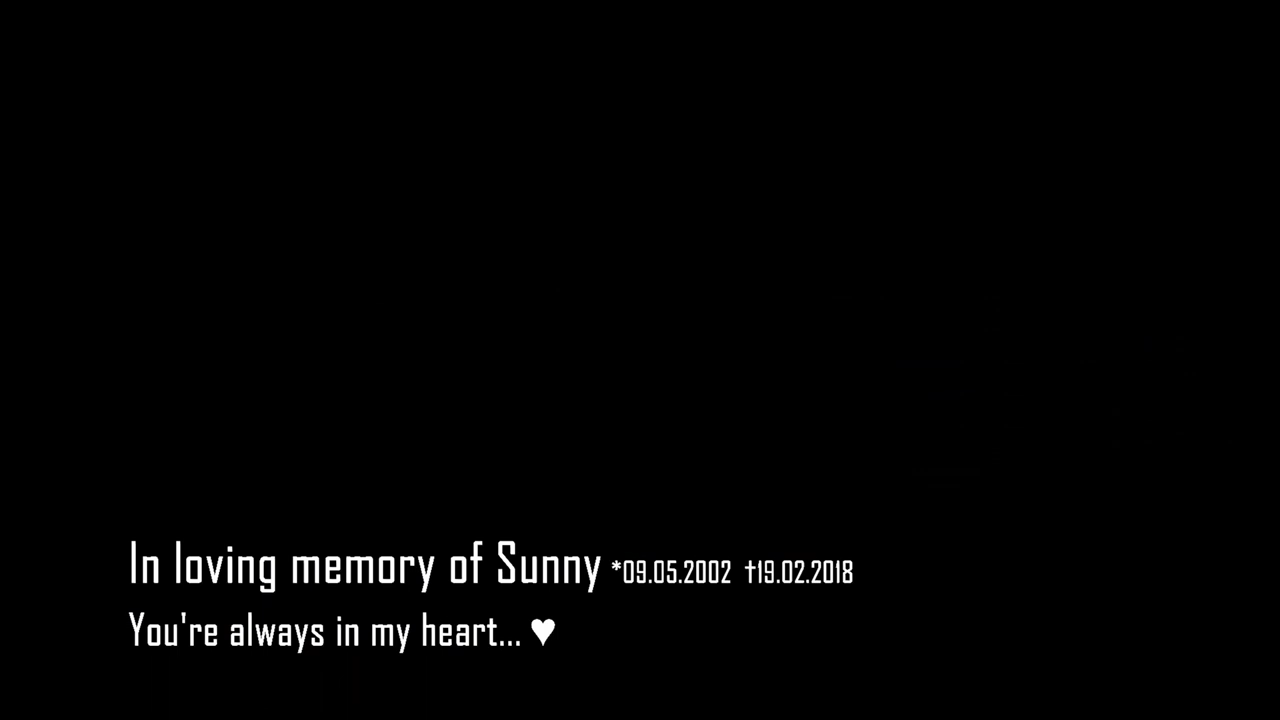 In loving memory of Sunny *09.05.2002 †19.02.2018
You're always in my heart... ♥